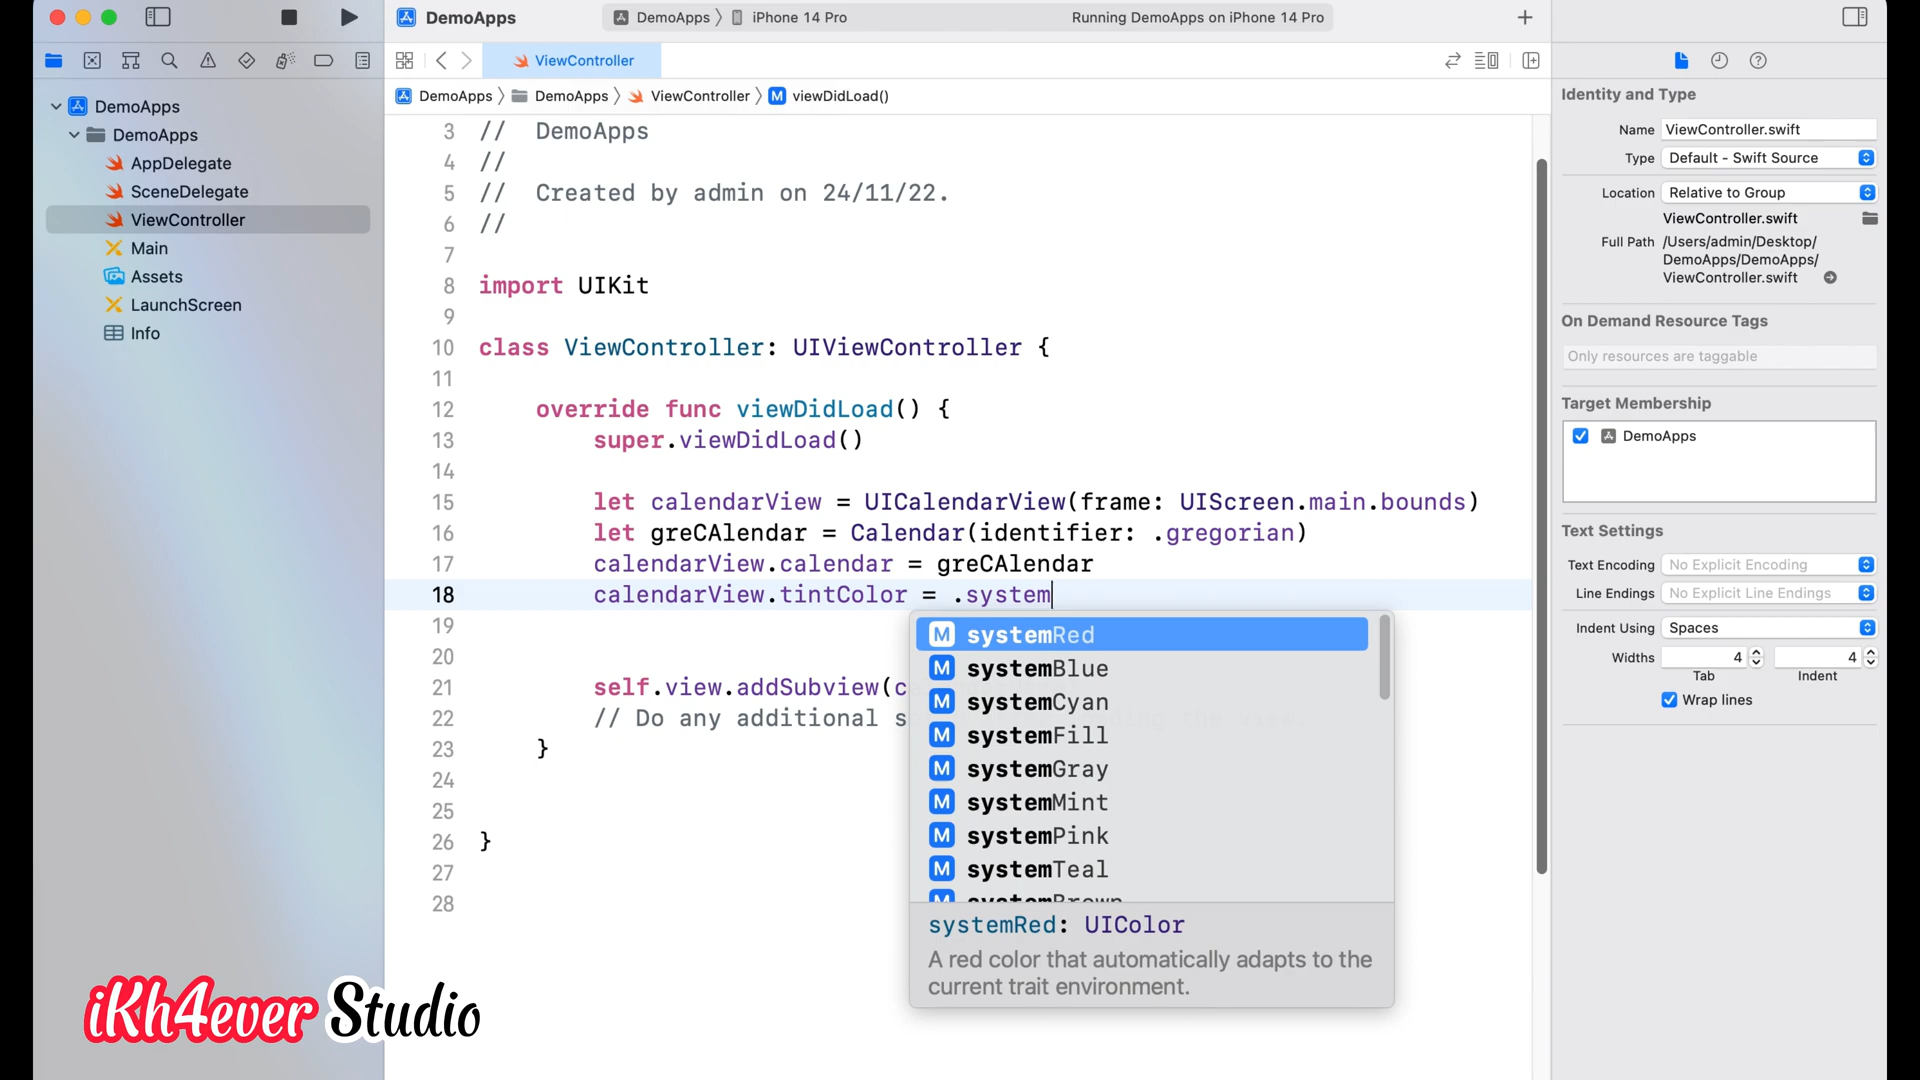 DemoApps
DemoApps
iPhone 14 Pro
Running DemoApps on iPhone 14 Pro
ViewController
DemoApps
DemoApps
ViewController
M viewDidLoad()
DemoApps
DemoApps
AppDelegate
SceneDelegate
ViewController
Main
Assets
LaunchScreen
Info
3 // DemoApps
4 //
5 // Created by admin on 24/11/22.
6 //
7
8 import UIKit
9
10 class ViewController: UIViewController {
11
12 override func viewDidLoad() {
13 super.viewDidLoad()
14
15 let calendarView = UICalendarView(frame: UIScreen.main.bounds)
16 let greCAlendar = Calendar(identifier: .gregorian)
17 calendarView.calendar = greCAlendar
18 calendarView.tintColor = .system
19
20
21 self.view.addSubview(c
22 // Do any additional s
23 }
24
25
26 }
27
28
M systemRed
M systemBlue
M systemCyan
M systemFill
M systemGray
M systemMint
M systemPink
M systemTeal
M systemBrown
systemRed: UIColor
A red color that automatically adapts to the
current trait environment.
Identity and Type
Name ViewController.swift
Type Default - Swift Source
Location Relative to Group
ViewController.swift
Full Path /Users/admin/Desktop/
DemoApps/DemoApps/
ViewController.swift
On Demand Resource Tags
Only resources are taggable
Target Membership
DemoApps
Text Settings
Text Encoding No Explicit Encoding
Line Endings No Explicit Line Endings
Indent Using Spaces
Widths 4 4
Tab Indent
Wrap lines
iKh4ever Studio